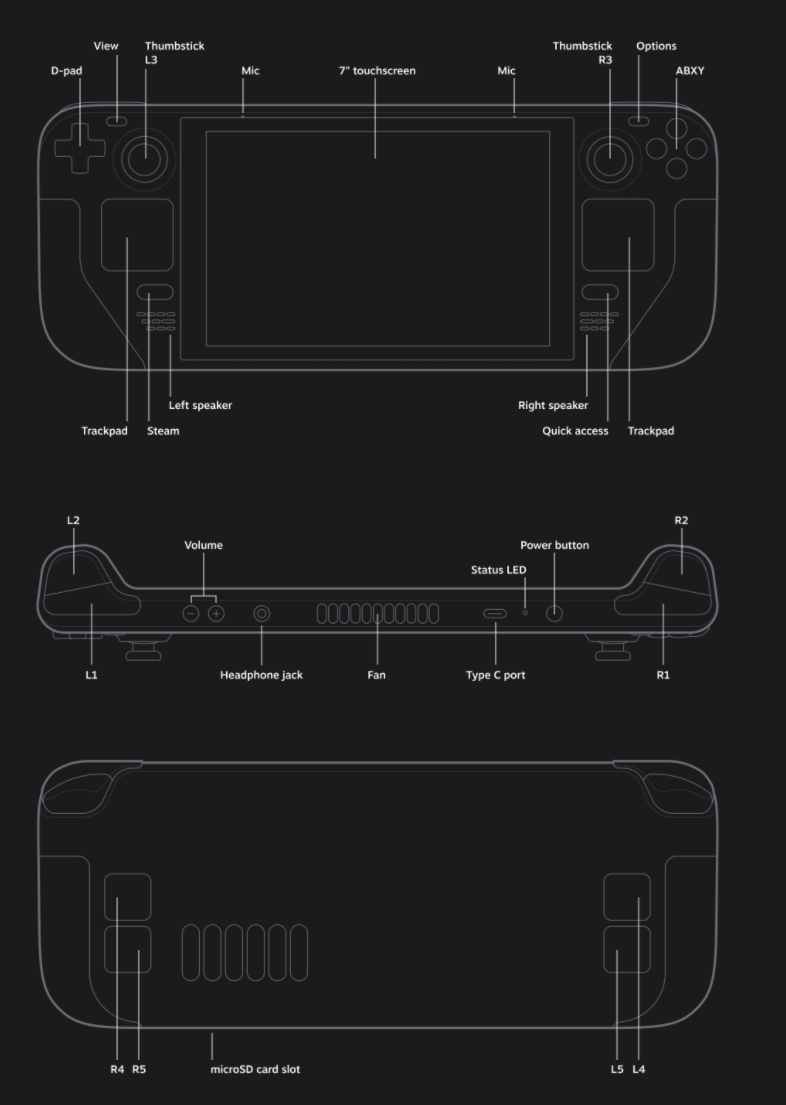 View
Thumbstick
L3
Thumbstick
R3
Options
D-pad
Mic
7" touchscreen
Mic
ABXY
Left speaker
Right speaker
Trackpad
Steam
Quick access
Trackpad
L2
R2
Volume
Power button
Status LED
L1
Headphone jack
Fan
Type C port
R1
R4
R5
microSD card slot
L5
L4